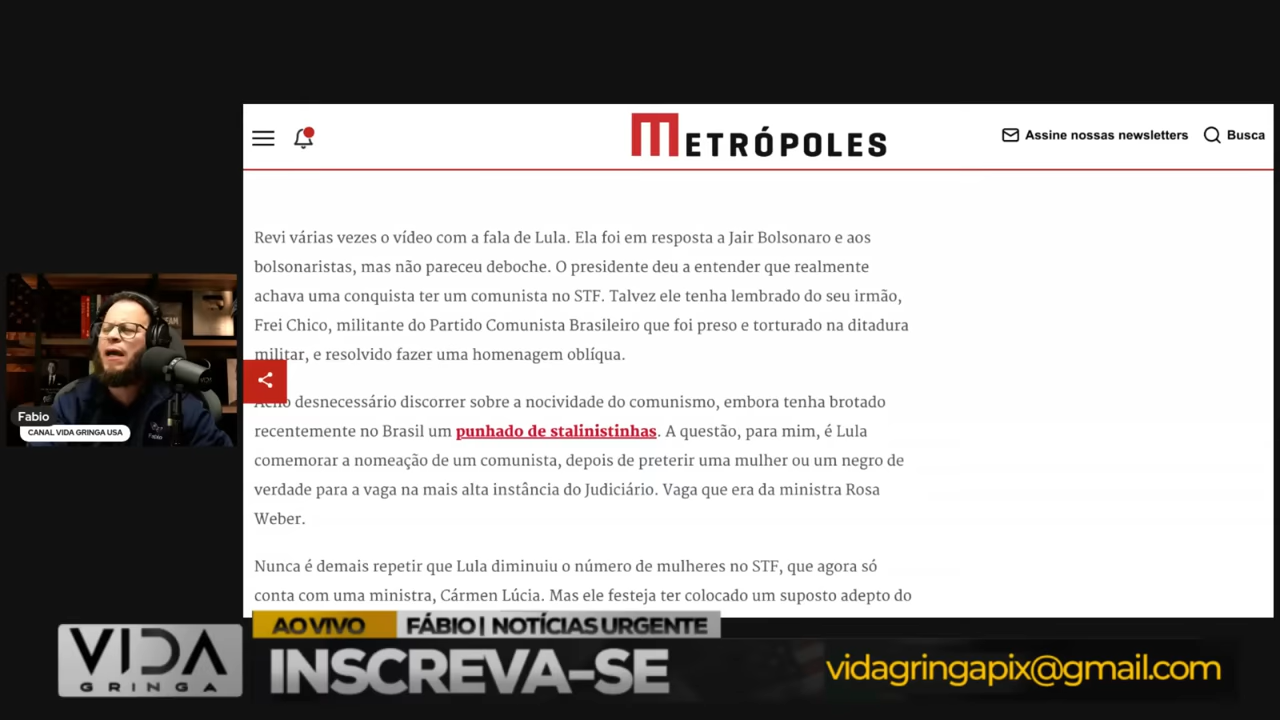 METRÓPOLES
Assine nossas newsletters
Busca
Revi várias vezes o vídeo com a fala de Lula. Ela foi em resposta a Jair Bolsonaro e aos
bolsonaristas, mas não pareceu deboche. O presidente deu a entender que realmente
achava uma conquista ter um comunista no STF. Talvez ele tenha lembrado do seu irmão,
Frei Chico, militante do Partido Comunista Brasileiro que foi preso e torturado na ditadura
militar, e resolvido fazer uma homenagem oblíqua.
Acho desnecessário discorrer sobre a nocividade do comunismo, embora tenha brotado
recentemente no Brasil um punhado de stalinistinhas. A questão, para mim, é Lula
comemorar a nomeação de um comunista, depois de preterir uma mulher ou um negro de
verdade para a vaga na mais alta instância do Judiciário. Vaga que era da ministra Rosa
Weber.
Nunca é demais repetir que Lula diminuiu o número de mulheres no STF, que agora só
conta com uma ministra, Cármen Lúcia. Mas ele festeja ter colocado um suposto adepto do
Fabio
CANAL VIDA GRINGA USA
AO VIVO
FÁBIO | NOTÍCIAS URGENTE
VIDA
GRINGA
INSCREVA-SE
vidagringapix@gmail.com